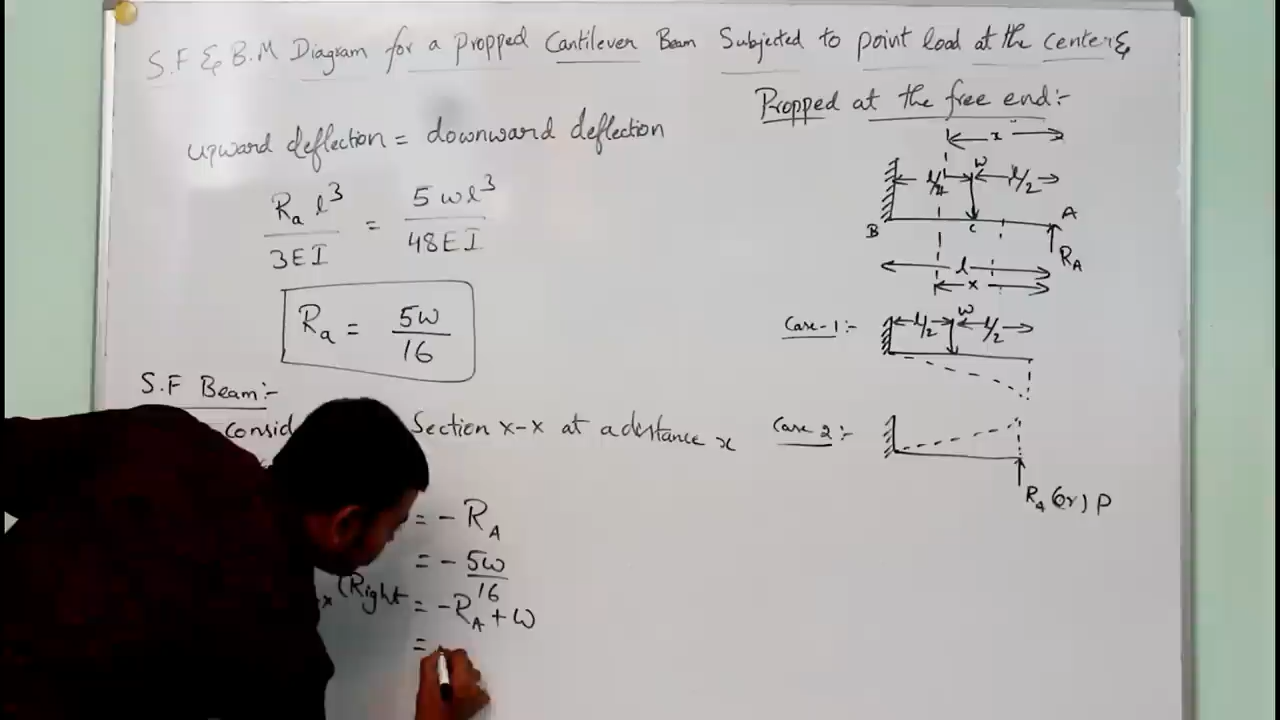 S.F & B.M Diagram for a propped Cantilever Beam Subjected to point load at the center &
Propped at the free end:-
upward deflection = downward deflection
Ra l³ / 3EI = 5wl³ / 48EI
Ra = 5w / 16
S.F Beam:-
Consid Section x-x at a distance x
= - RA
= - 5w / 16
x (Right = -RA + W
=
x
W
l/2
B C A
RA
l
x
Case-1:-
l/2 W l/2
Case 2:-
RA (or) P